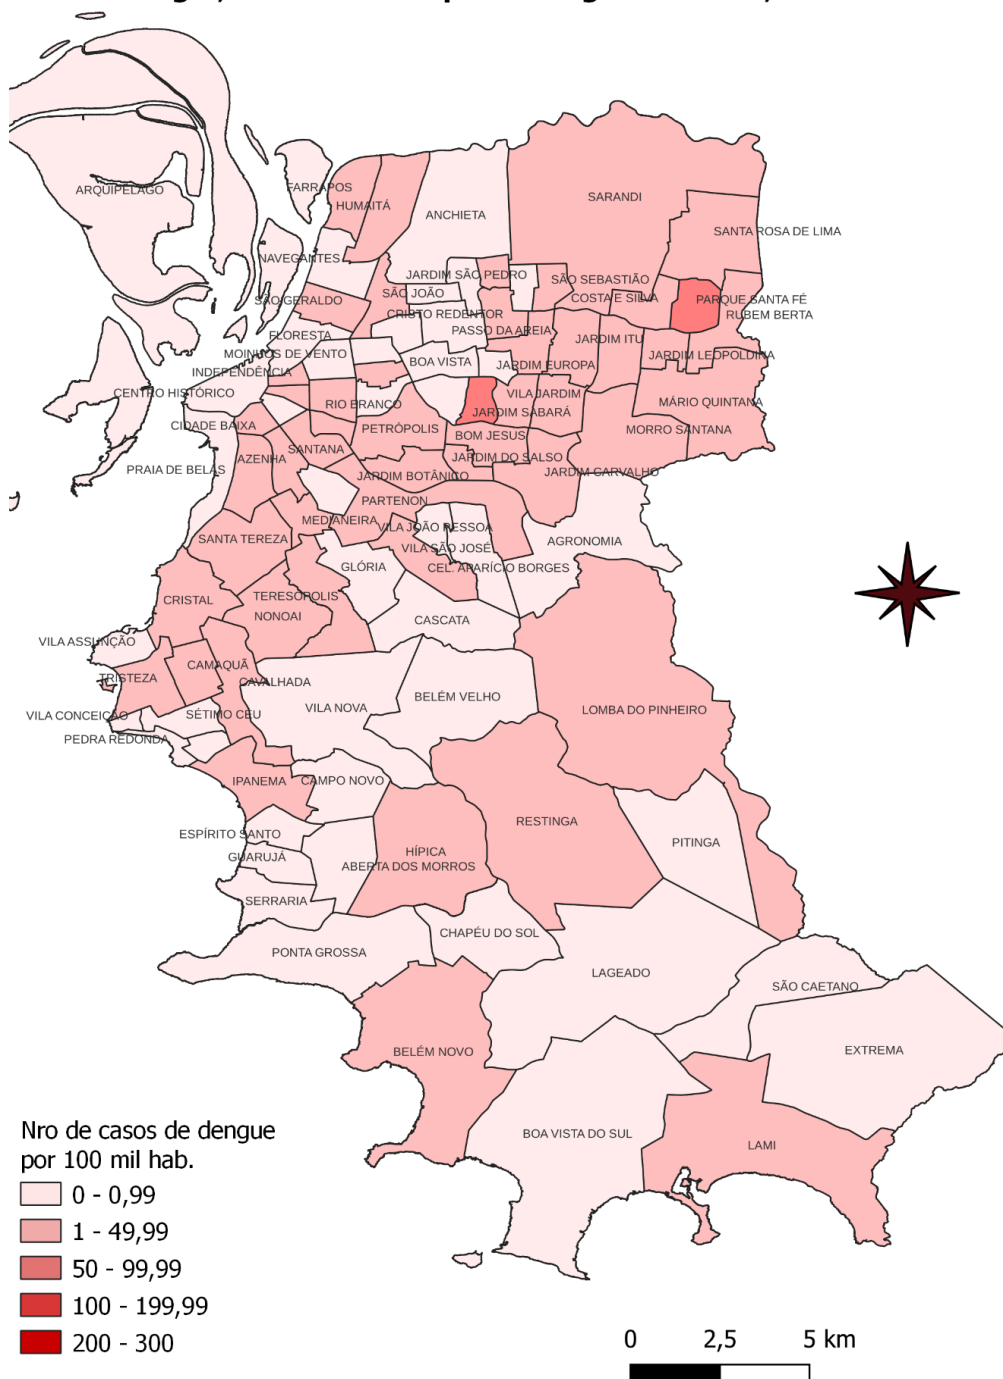 ARQUIPÉLAGO
FARRAPOS
HUMAITÁ
ANCHIETA
SARANDI
SANTA ROSA DE LIMA
NAVEGANTES
JARDIM SÃO PEDRO
SÃO SEBASTIÃO
SÃO GERALDO
SÃO JOÃO
COSTA E SILVA
PARQUE SANTA FÉ
RUBEM BERTA
CRISTO REDENTOR
FLORESTA
PASSO DA AREIA
JARDIM ITU
MOINHOS DE VENTO
BOA VISTA
JARDIM LEOPOLDINA
INDEPENDÊNCIA
JARDIM EUROPA
CENTRO HISTÓRICO
VILA JARDIM
RIO BRANCO
MÁRIO QUINTANA
JARDIM SABARÁ
CIDADE BAIXA
PETRÓPOLIS
BOM JESUS
MORRO SANTANA
SANTANA
AZENHA
JARDIM DO SALSO
PRAIA DE BELAS
JARDIM BOTÂNICO
JARDIM CARVALHO
PARTENON
MEDIANEIRA
VILA JOÃO PESSOA
SANTA TEREZA
AGRONOMIA
VILA SÃO JOSÉ
GLÓRIA
CEL. APARÍCIO BORGES
CRISTAL
TERESÓPOLIS
NONOAI
CASCATA
VILA ASSUNÇÃO
CAMAQUÃ
TRISTEZA
CAVALHADA
BELÉM VELHO
VILA NOVA
LOMBA DO PINHEIRO
VILA CONCEIÇÃO
SÉTIMO CÉU
PEDRA REDONDA
IPANEMA
CAMPO NOVO
RESTINGA
ESPÍRITO SANTO
PITINGA
GUARUJÁ
HÍPICA
ABERTA DOS MORROS
SERRARIA
CHAPÉU DO SOL
PONTA GROSSA
LAGEADO
SÃO CAETANO
BELÉM NOVO
EXTREMA
BOA VISTA DO SUL
LAMI
Nro de casos de dengue
por 100 mil hab.
0 - 0,99
1 - 49,99
50 - 99,99
100 - 199,99
200 - 300
0 2,5 5 km